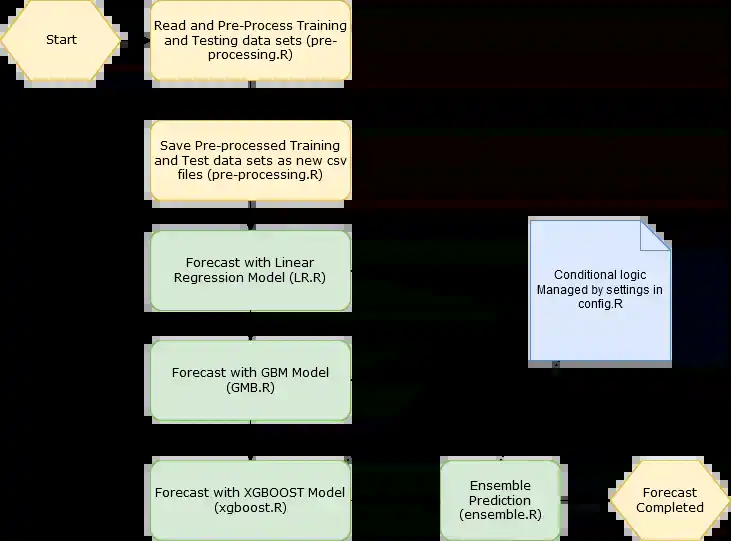 Start
Read and Pre-Process Training
and Testing data sets (pre-
processing.R)
Save Pre-processed Training
and Test data sets as new csv
files (pre-processing.R)
Forecast with Linear
Regression Model (LR.R)
Conditional logic
Managed by settings in
config.R
Forecast with GBM Model
(GMB.R)
Forecast with XGBOOST Model
(xgboost.R)
Ensemble
Prediction
(ensemble.R)
Forecast
Completed